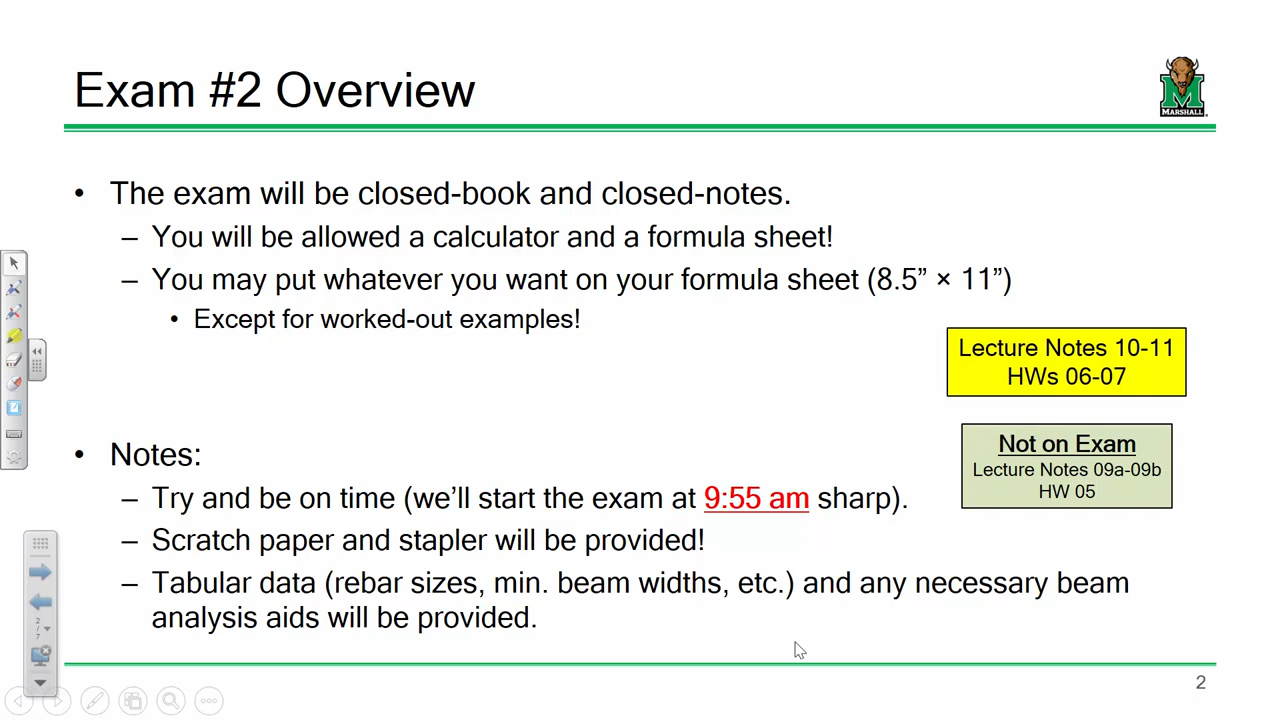 Exam #2 Overview
MARSHALL
• The exam will be closed-book and closed-notes.
– You will be allowed a calculator and a formula sheet!
– You may put whatever you want on your formula sheet (8.5” × 11”)
• Except for worked-out examples!
Lecture Notes 10-11
HWs 06-07
Not on Exam
Lecture Notes 09a-09b
HW 05
• Notes:
– Try and be on time (we’ll start the exam at 9:55 am sharp).
– Scratch paper and stapler will be provided!
– Tabular data (rebar sizes, min. beam widths, etc.) and any necessary beam
analysis aids will be provided.
2
/
7
2